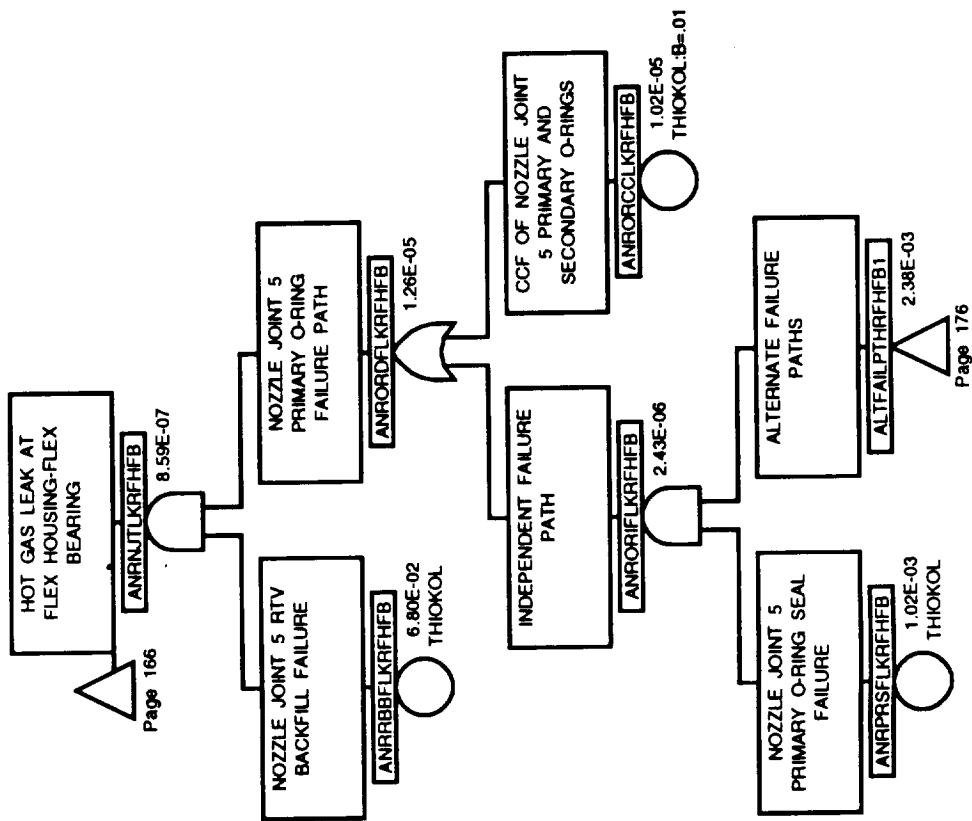 HOT GAS LEAK AT
FLEX HOUSING-FLEX
BEARING
ANRNJTLKRFHFB
8.59E-07
Page 166
NOZZLE JOINT 5 RTV
BACKFILL FAILURE
ANRRBBFLKRFHFB
6.80E-02
THIOKOL
NOZZLE JOINT 5
PRIMARY O-RING
FAILURE PATH
ANRORDFLKRFHFB
1.26E-05
INDEPENDENT FAILURE
PATH
ANRORIFLKRFHFB
2.43E-06
CCF OF NOZZLE JOINT
5 PRIMARY AND
SECONDARY O-RINGS
ANRORCCLKRFHFB
1.02E-05
THIOKOL:B=.01
NOZZLE JOINT 5
PRIMARY O-RING SEAL
FAILURE
ANRPRSFLKRFHFB
1.02E-03
THIOKOL
ALTERNATE FAILURE
PATHS
ALTFAILPTHRFHFB1
2.38E-03
Page 176